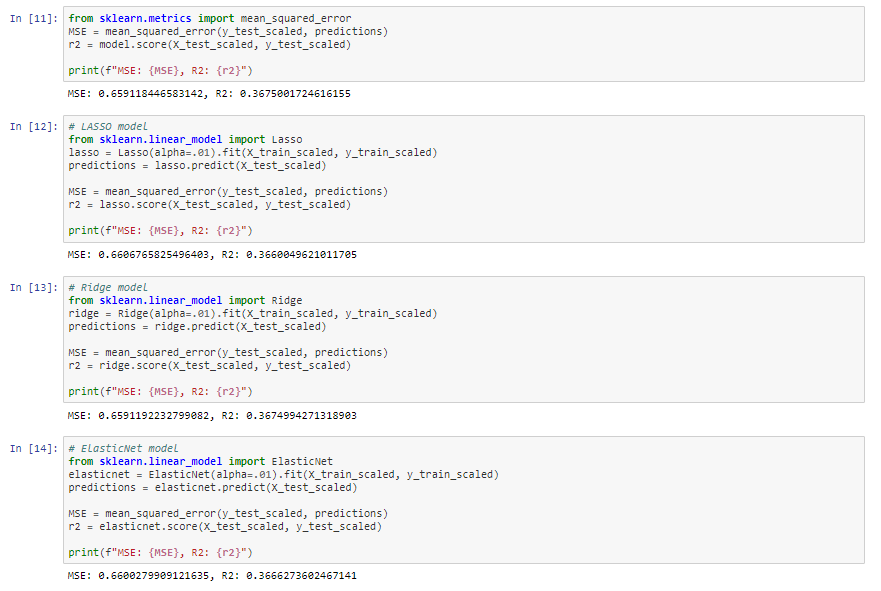 In [11]: from sklearn.metrics import mean_squared_error
MSE = mean_squared_error(y_test_scaled, predictions)
r2 = model.score(X_test_scaled, y_test_scaled)
print(f"MSE: {MSE}, R2: {r2}")
MSE: 0.659118446583142, R2: 0.3675001724616155
In [12]: # LASSO model
from sklearn.linear_model import Lasso
lasso = Lasso(alpha=.01).fit(X_train_scaled, y_train_scaled)
predictions = lasso.predict(X_test_scaled)
MSE = mean_squared_error(y_test_scaled, predictions)
r2 = lasso.score(X_test_scaled, y_test_scaled)
print(f"MSE: {MSE}, R2: {r2}")
MSE: 0.6606765825496403, R2: 0.3660049621011705
In [13]: # Ridge model
from sklearn.linear_model import Ridge
ridge = Ridge(alpha=.01).fit(X_train_scaled, y_train_scaled)
predictions = ridge.predict(X_test_scaled)
MSE = mean_squared_error(y_test_scaled, predictions)
r2 = ridge.score(X_test_scaled, y_test_scaled)
print(f"MSE: {MSE}, R2: {r2}")
MSE: 0.6591192232799082, R2: 0.3674994271318903
In [14]: # ElasticNet model
from sklearn.linear_model import ElasticNet
elasticnet = ElasticNet(alpha=.01).fit(X_train_scaled, y_train_scaled)
predictions = elasticnet.predict(X_test_scaled)
MSE = mean_squared_error(y_test_scaled, predictions)
r2 = elasticnet.score(X_test_scaled, y_test_scaled)
print(f"MSE: {MSE}, R2: {r2}")
MSE: 0.6600279909121635, R2: 0.3666273602467141